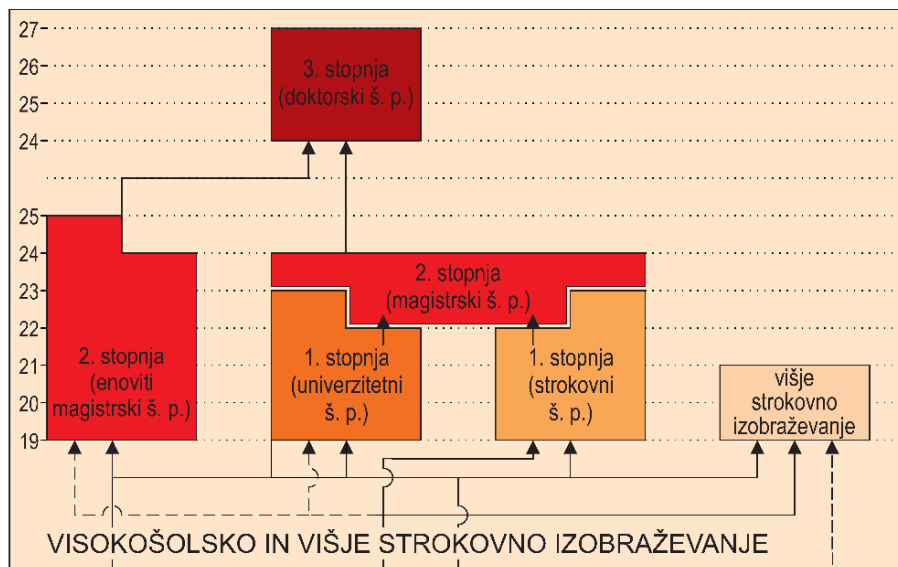 27
26
25
24
25
24
23
22
21
20
19
3. stopnja
(doktorski š. p.)
2. stopnja
(enoviti
magistrski š. p.)
2. stopnja
(magistrski š. p.)
1. stopnja
(univerzitetni
š. p.)
1. stopnja
(strokovni
š. p.)
višje
strokovno
izobraževanje
VISOKOŠOLSKO IN VIŠJE STROKOVNO IZOBRAŽEVANJE